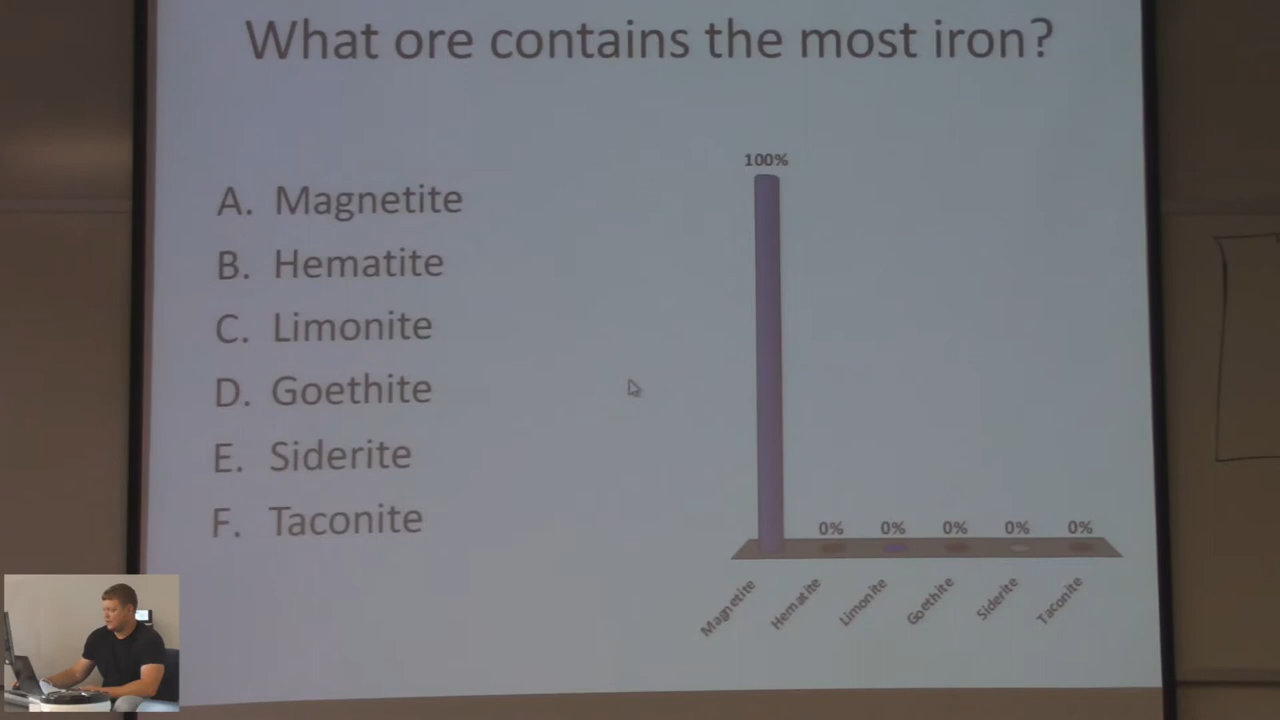 What ore contains the most iron?
A. Magnetite
B. Hematite
C. Limonite
D. Goethite
E. Siderite
F. Taconite
100%
0% 0% 0% 0% 0%
Magnetite Hematite Limonite Goethite Siderite Taconite